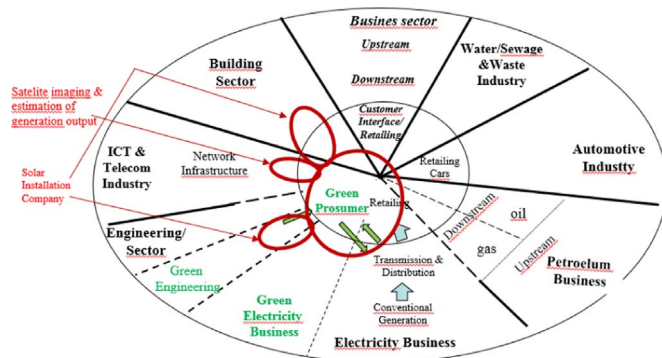 Busines sector
Upstream
Downstream
Customer
Interface/
Retailing
Water/Sewage
&Waste
Industry
Building
Sector
Satelite imaging &
estimation of
generation output
ICT &
Telecom
Industry
Network
Infrastructure
Solar
Installation
Company
Automotive
Industty
Retailing
Cars
Green
Prosumer
Retailing
Downstream
oil
gas
Upstream
Petroelum
Business
Engineering/
Sector
Green
Engineering
Transmission &
Distribution
Conventional
Generation
Green
Electricity
Business
Electricity Business